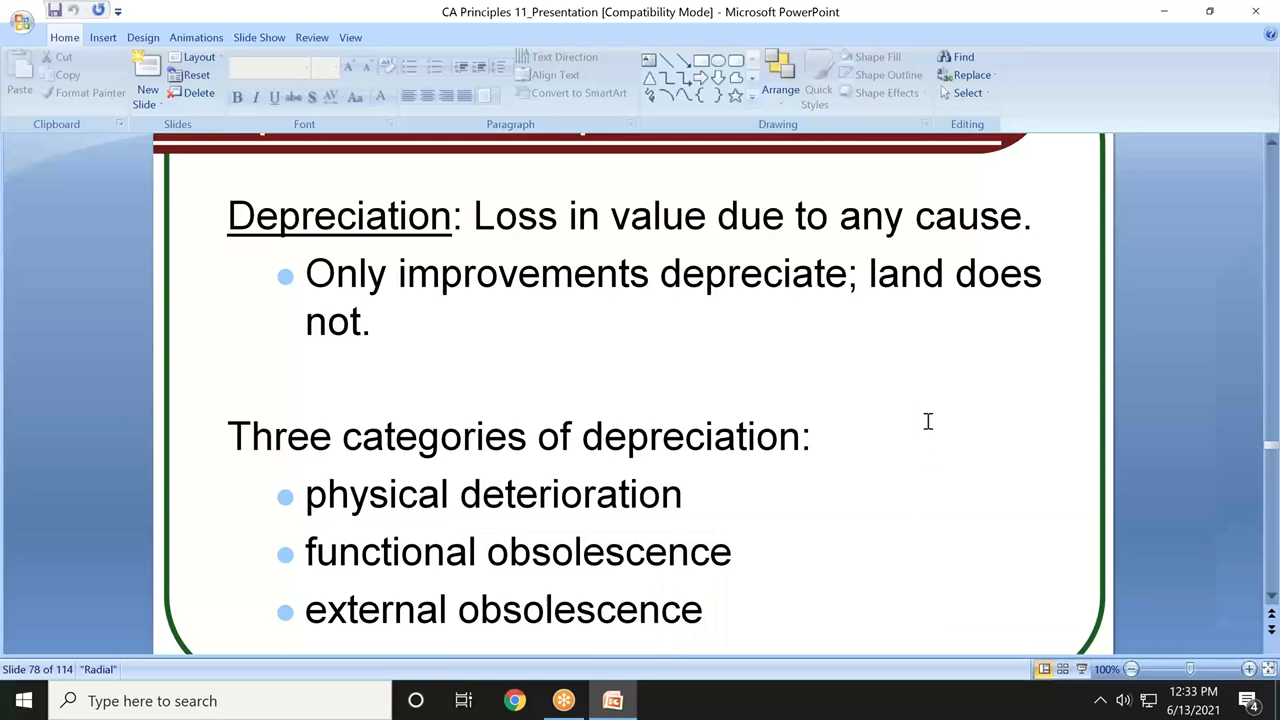 CA Principles 11_Presentation [Compatibility Mode] - Microsoft PowerPoint
Home Insert Design Animations Slide Show Review View
Paste
Cut
Copy
Format Painter
Clipboard
New Slide
Layout
Reset
Delete
Slides
B I U abc S AV Aa A
Font
Text Direction
Align Text
Convert to SmartArt
Paragraph
Arrange
Quick Styles
Shape Fill
Shape Outline
Shape Effects
Drawing
Find
Replace
Select
Editing
Depreciation: Loss in value due to any cause.
Only improvements depreciate; land does
not.
Three categories of depreciation:
physical deterioration
functional obsolescence
external obsolescence
Slide 78 of 114 "Radial" 100%
Type here to search
12:33 PM
6/13/2021
4